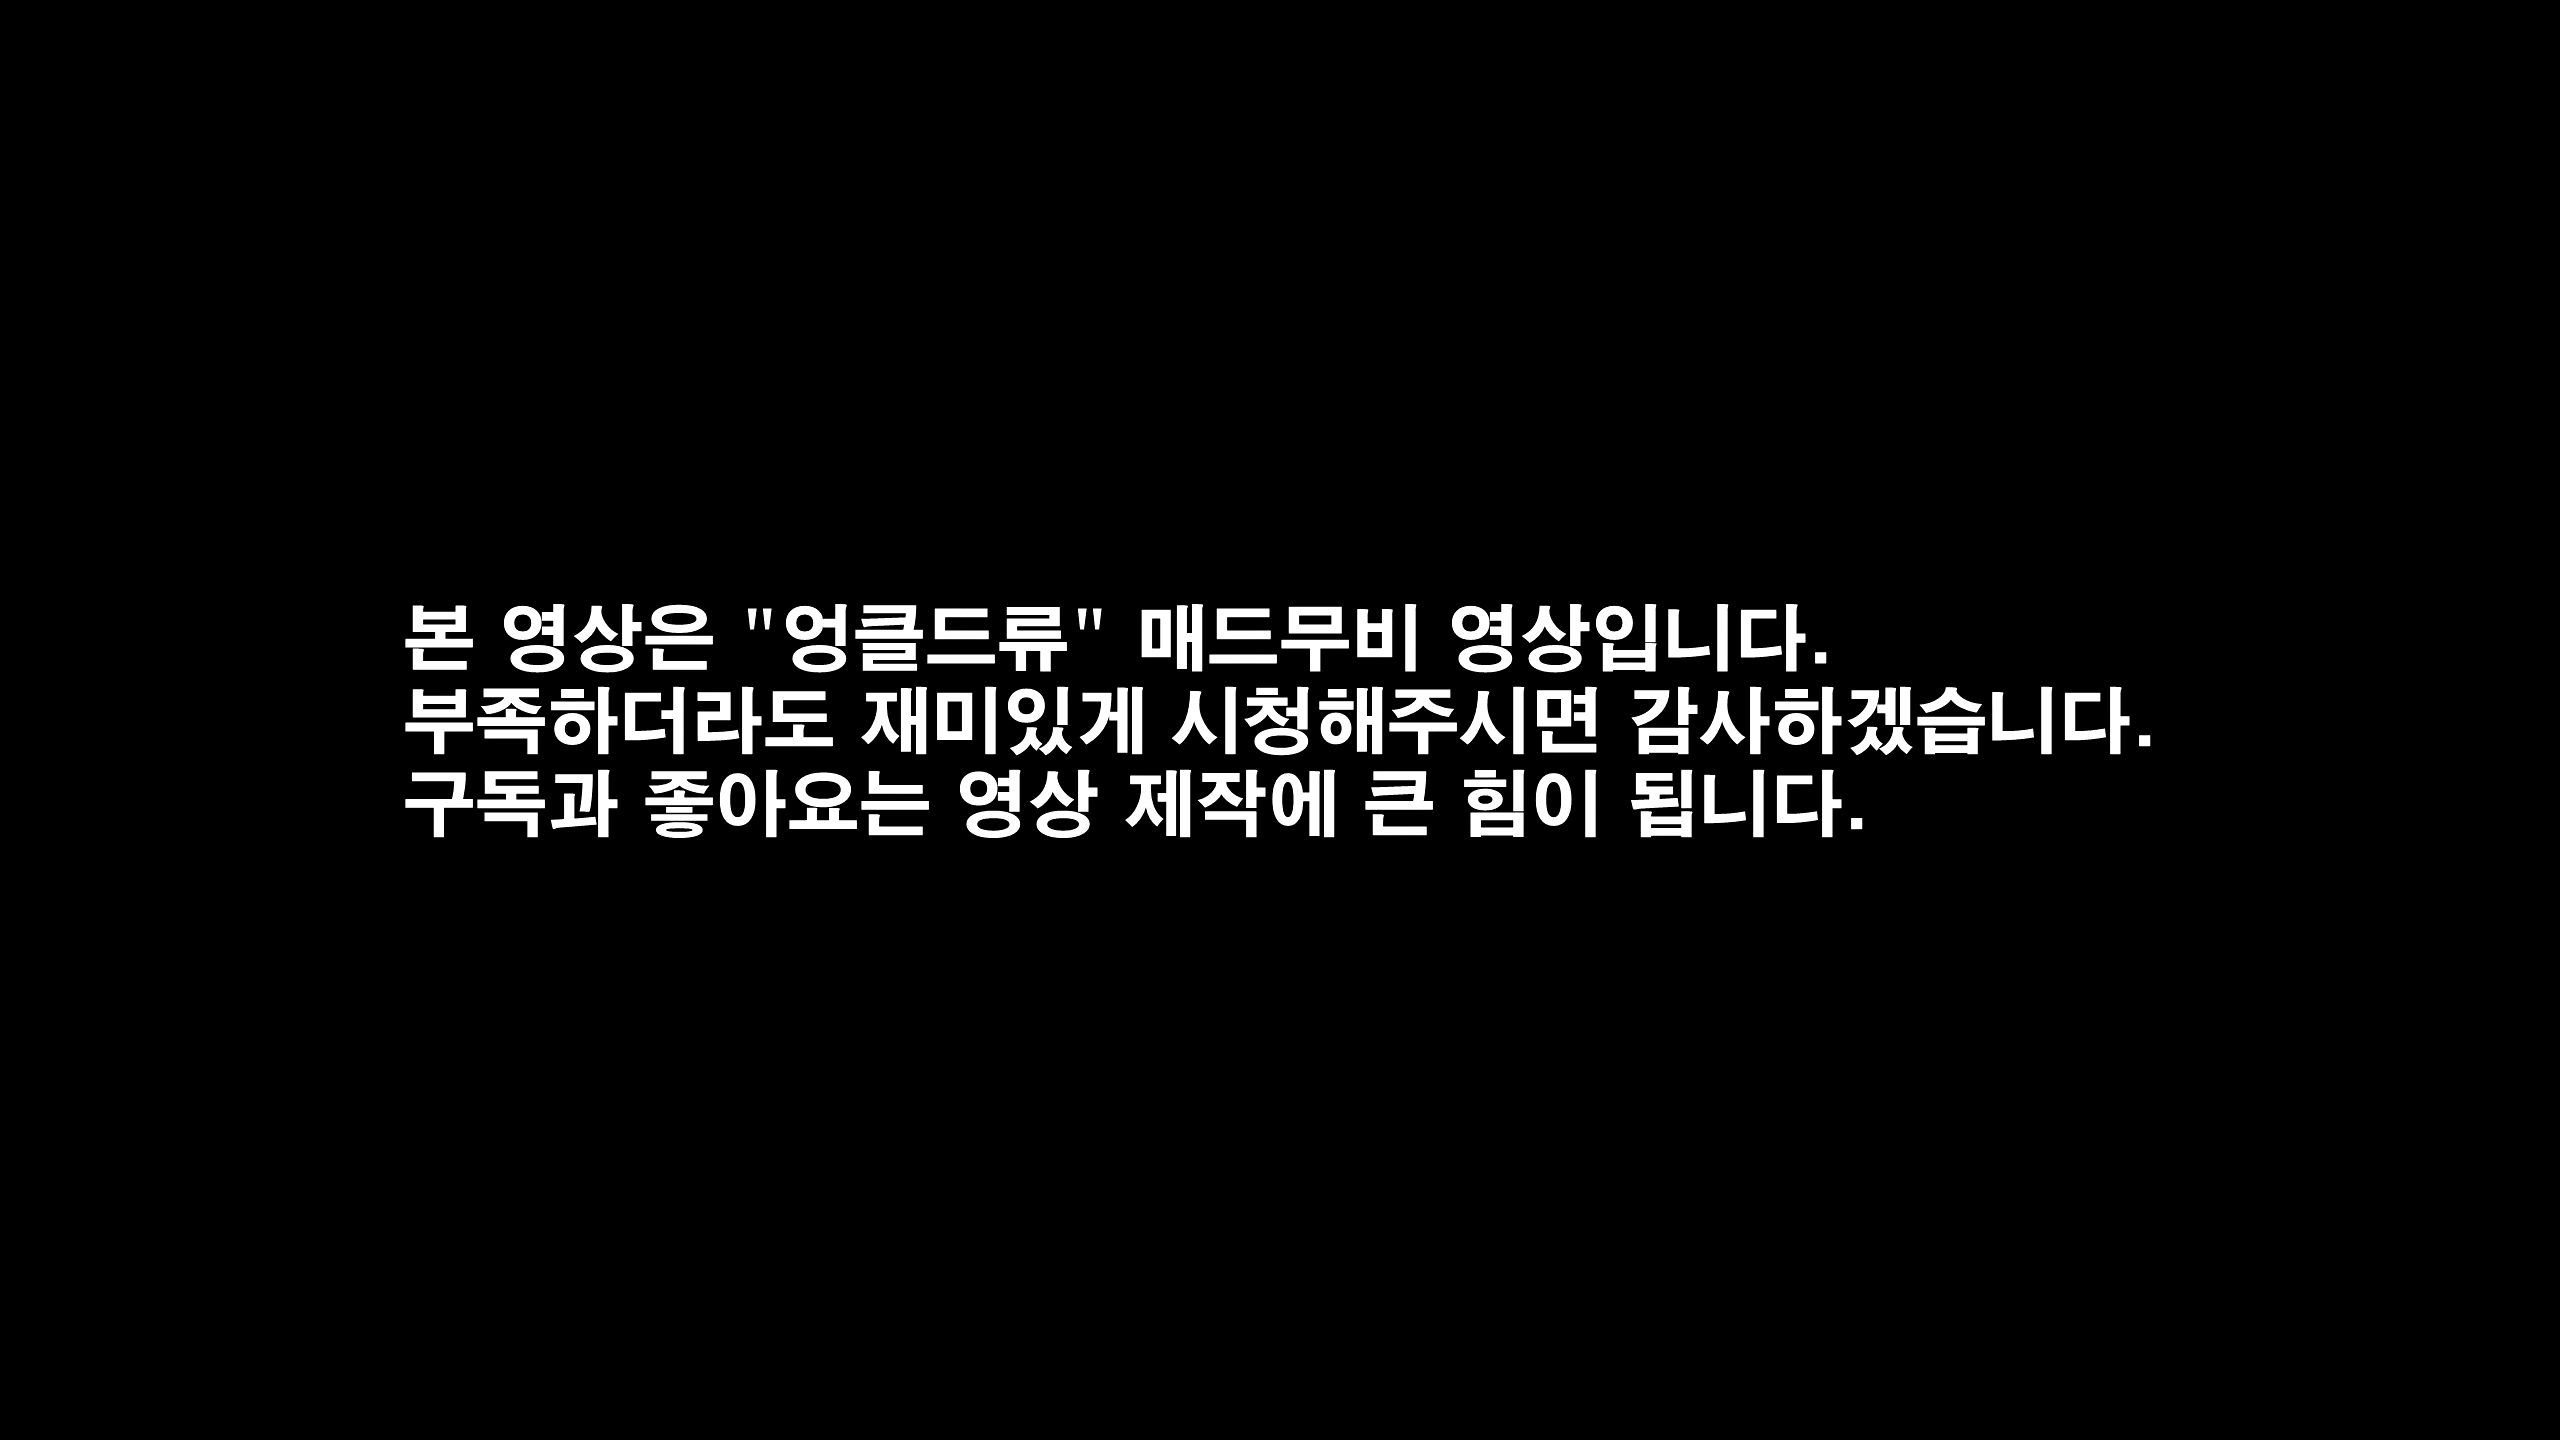 본 영상은 "엉클드류" 매드무비 영상입니다.
부족하더라도 재미있게 시청해주시면 감사하겠습니다.
구독과 좋아요는 영상 제작에 큰 힘이 됩니다.